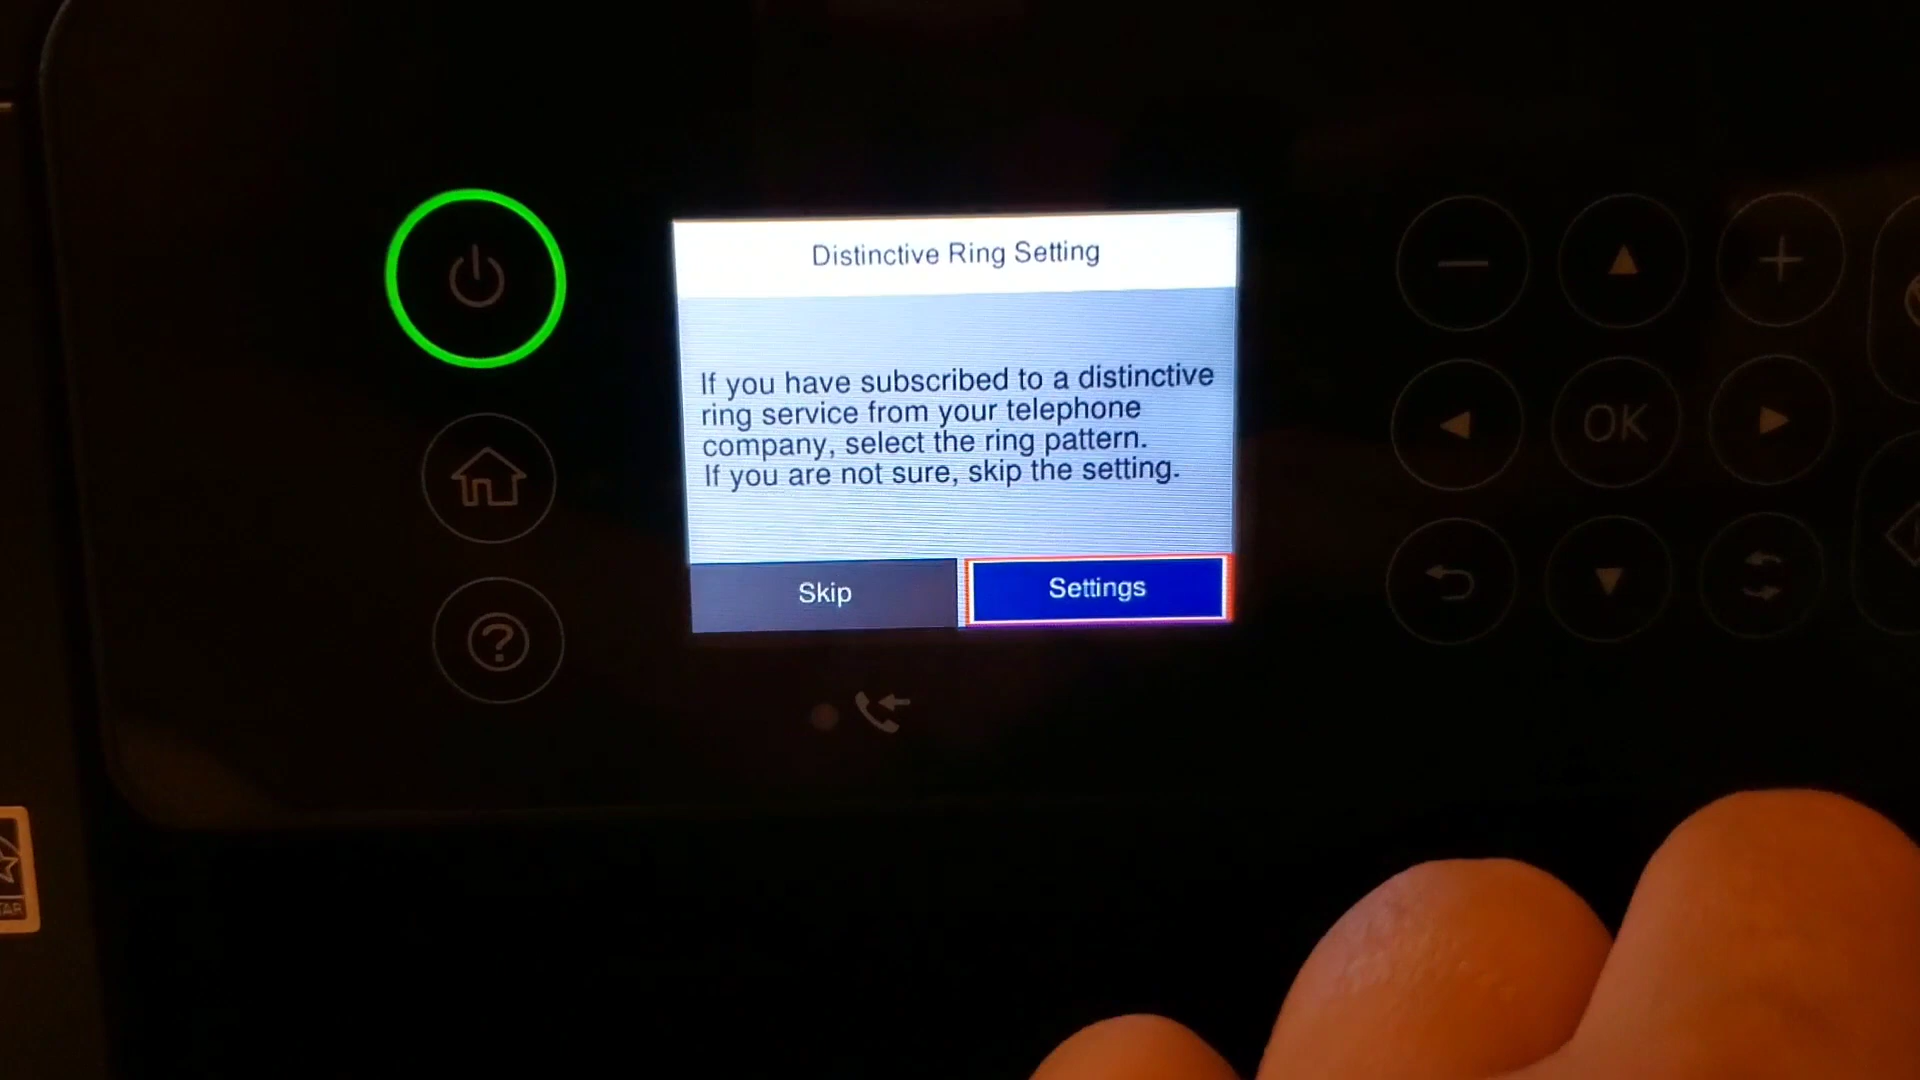 Distinctive Ring Setting
If you have subscribed to a distinctive
ring service from your telephone
company, select the ring pattern.
If you are not sure, skip the setting.
Skip
Settings
OK
TAR